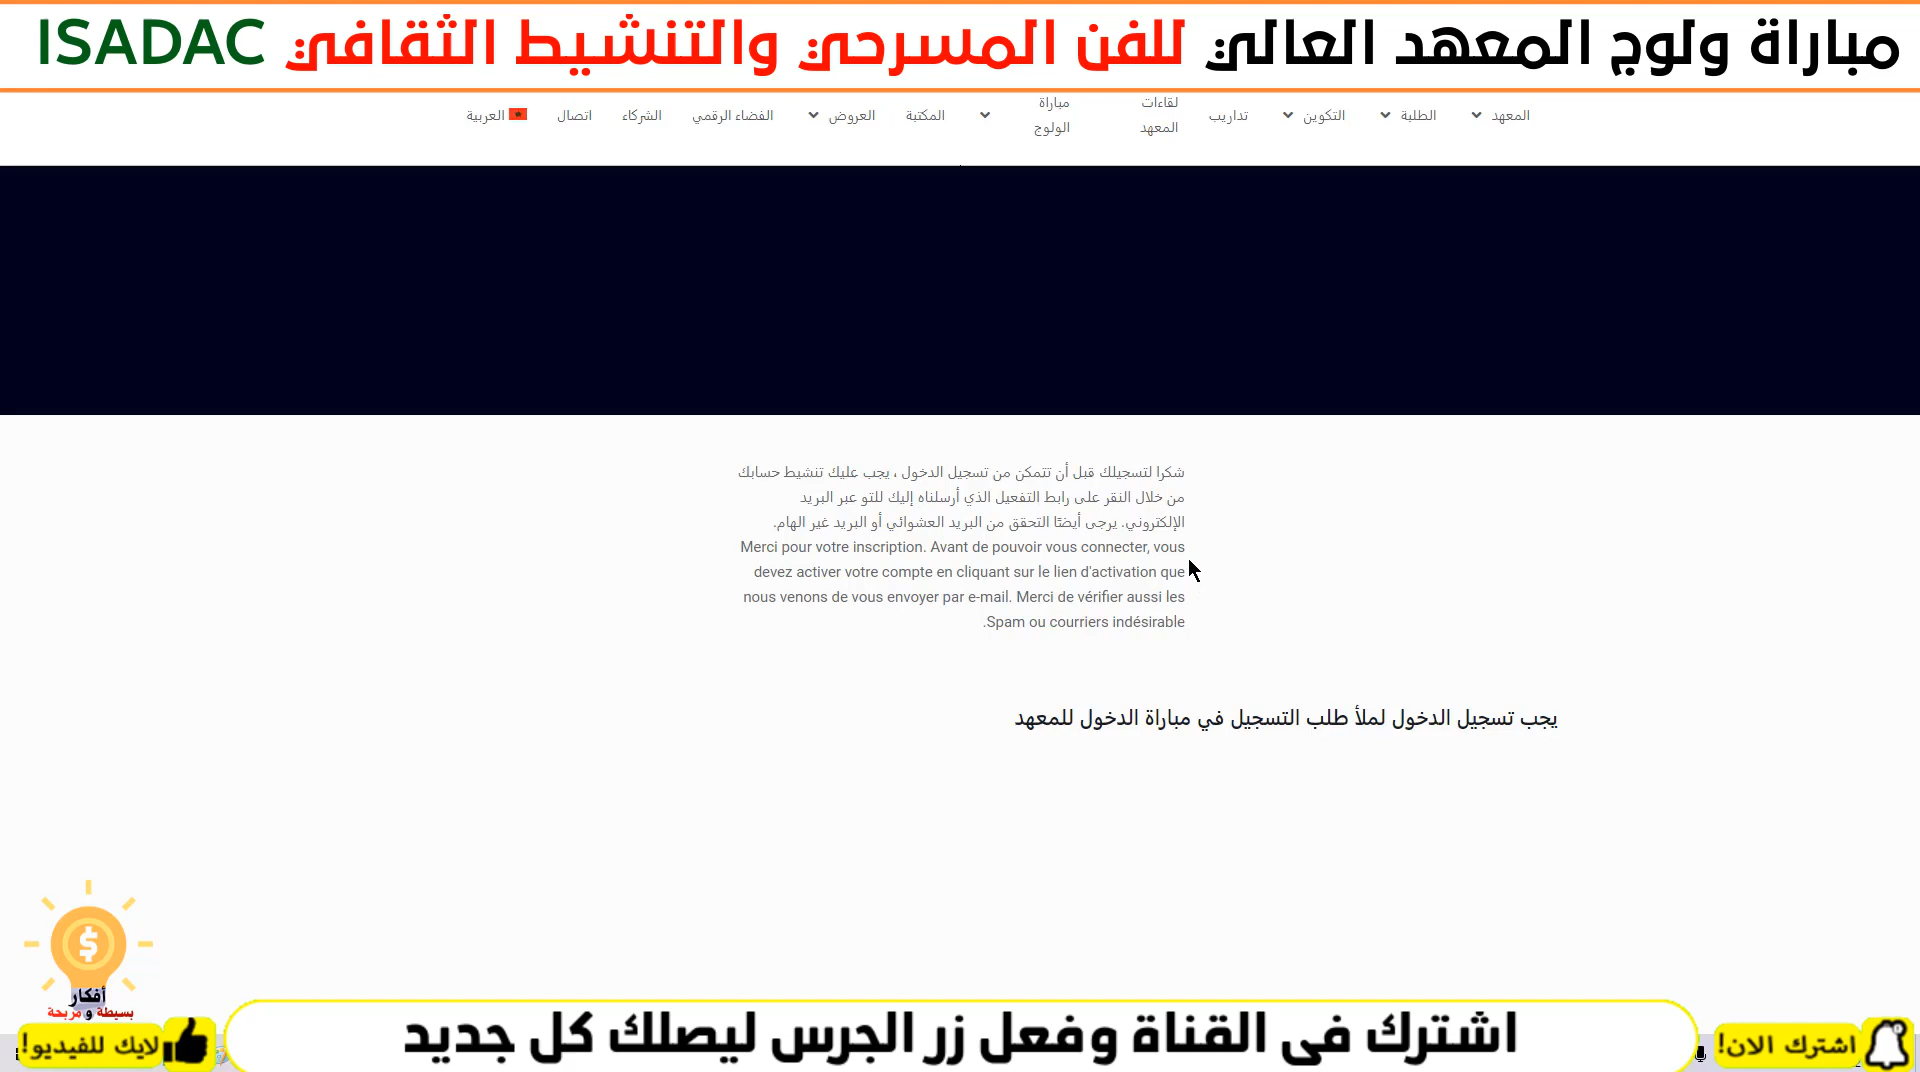 مباراة ولوج المعهد العالي للفن المسرحي والتنشيط الثقافي ISADAC
المعهد
الطلبة
التكوين
تداريب
لقاءات
المعهد
مباراة
الولوج
المكتبة
العروض
الفضاء الرقمي
الشركاء
اتصال
العربية
شكرا لتسجيلك قبل أن تتمكن من تسجيل الدخول ، يجب عليك تنشيط حسابك
من خلال النقر على رابط التفعيل الذي أرسلناه إليك للتو عبر البريد
الإلكتروني. يرجى أيضًا التحقق من البريد العشوائي أو البريد غير الهام.
Merci pour votre inscription. Avant de pouvoir vous connecter, vous
devez activer votre compte en cliquant sur le lien d'activation que
nous venons de vous envoyer par e-mail. Merci de vérifier aussi les
Spam ou courriers indésirable.
يجب تسجيل الدخول لملأ طلب التسجيل في مباراة الدخول للمعهد
$
أفكار
بسيطة و مربحة
اشترك الان!
اشترك فى القناة وفعل زر الجرس ليصلك كل جديد
لايك للفيديو!